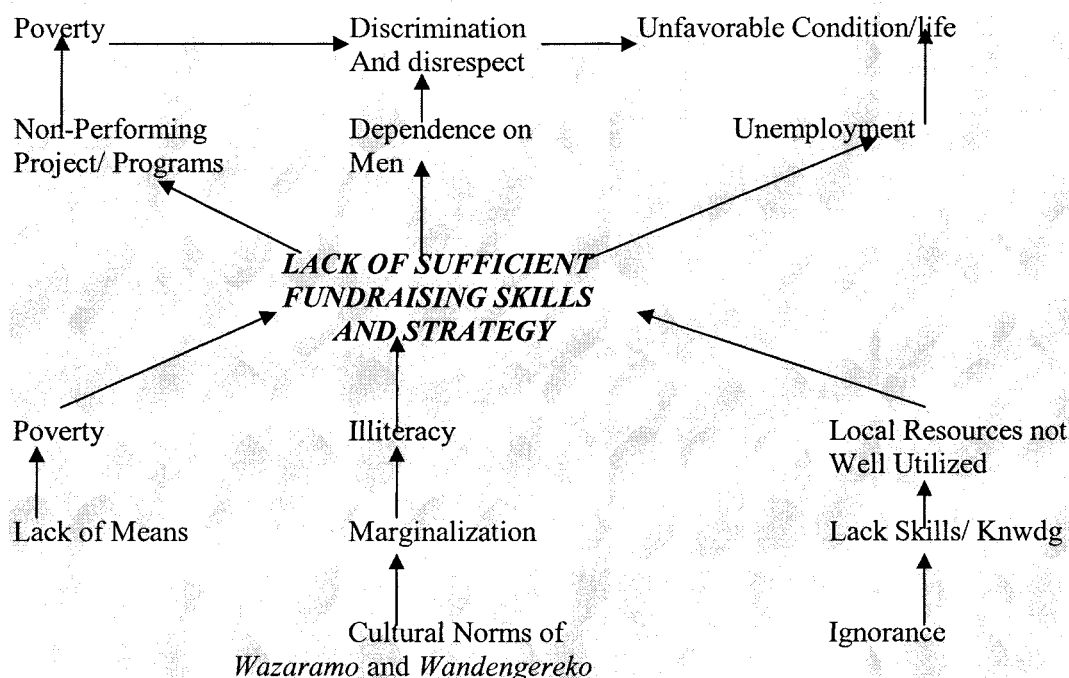 Poverty Discrimination Unfavorable Condition/life
And disrespect
Non-Performing Dependence on Unemployment
Project/ Programs Men
LACK OF SUFFICIENT
FUNDRAISING SKILLS
AND STRATEGY
Poverty Illiteracy Local Resources not
Well Utilized
Lack of Means Marginalization Lack Skills/ Knwdg
Cultural Norms of Ignorance
Wazaramo and Wandengereko